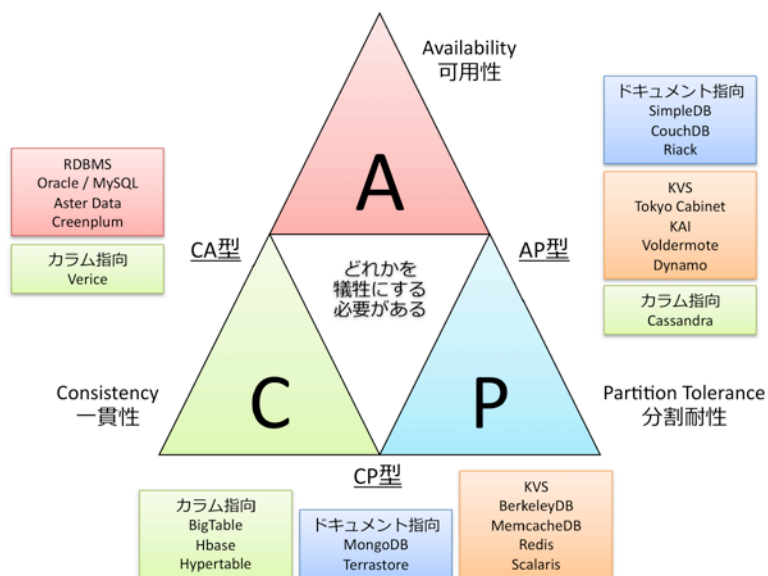 Availability
可用性
ドキュメント指向
SimpleDB
CouchDB
Riack
RDBMS
Oracle / MySQL
Aster Data
Creenplum
A
KVS
Tokyo Cabinet
KAI
Voldermote
Dynamo
カラム指向
Verice
CA型
AP型
どれかを
犠牲にする
必要がある
カラム指向
Cassandra
Consistency
一貫性
C
P
Partition Tolerance
分割耐性
CP型
カラム指向
BigTable
Hbase
Hypertable
ドキュメント指向
MongoDB
Terrastore
KVS
BerkeleyDB
MemcacheDB
Redis
Scalaris